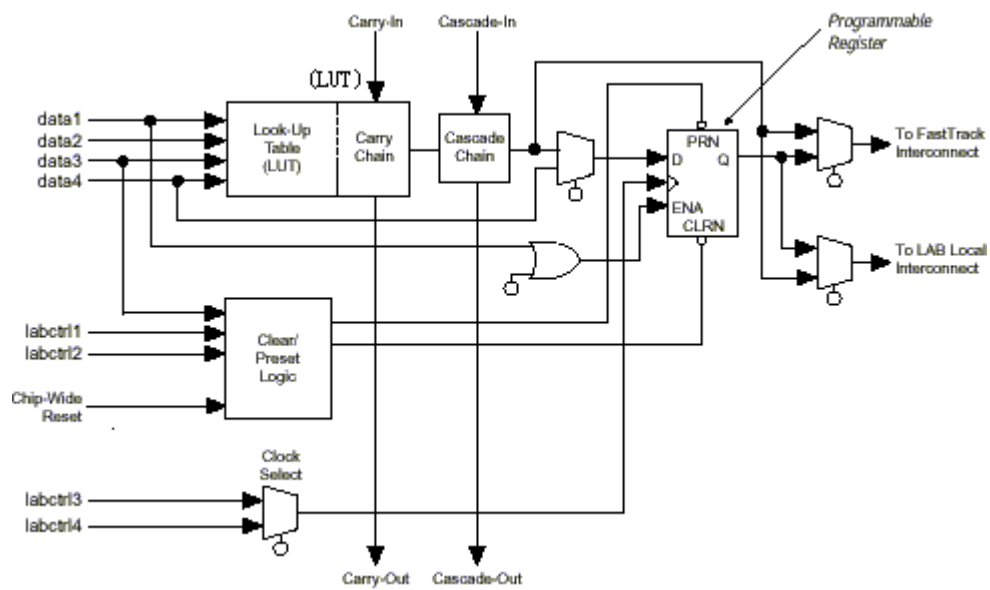 Carry-In
Cascade-In
Programmable
Register
(LUT)
data1
data2
data3
data4
Look-Up
Table
(LUT)
Carry
Chain
Cascade
Chain
PRN
D
Q
ENA
CLRN
To FastTrack
Interconnect
To LAB Local
Interconnect
labctrl1
labctrl2
Chip-Wide
Reset
Clear/
Preset
Logic
Clock
Select
labctrl3
labctrl4
Carry-Out
Cascade-Out